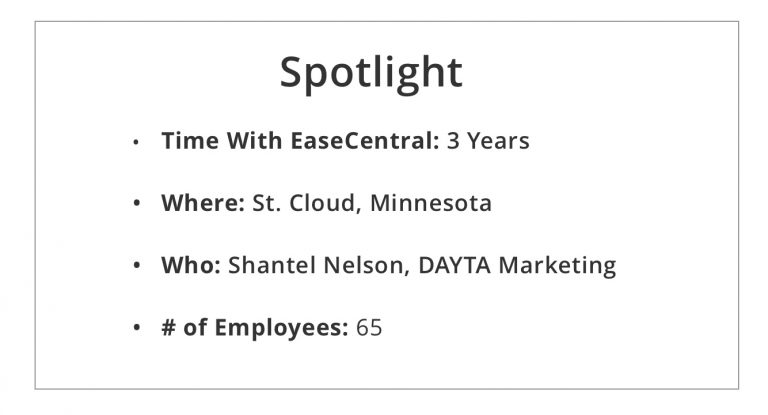 Spotlight
• Time With EaseCentral: 3 Years
• Where: St. Cloud, Minnesota
• Who: Shantel Nelson, DAYTA Marketing
• # of Employees: 65